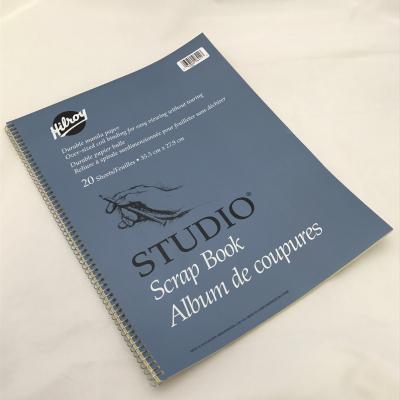 Hilroy
Durable manila paper
Over-sized coil binding for easy viewing without tearing
Durable papier bulle
Reliure à spirale surdimensionnée pour feuilleter sans déchirer
20 Sheets/Feuilles • 35.5 cm x 27.9 cm
STUDIO®
Scrap Book
Album de coupures